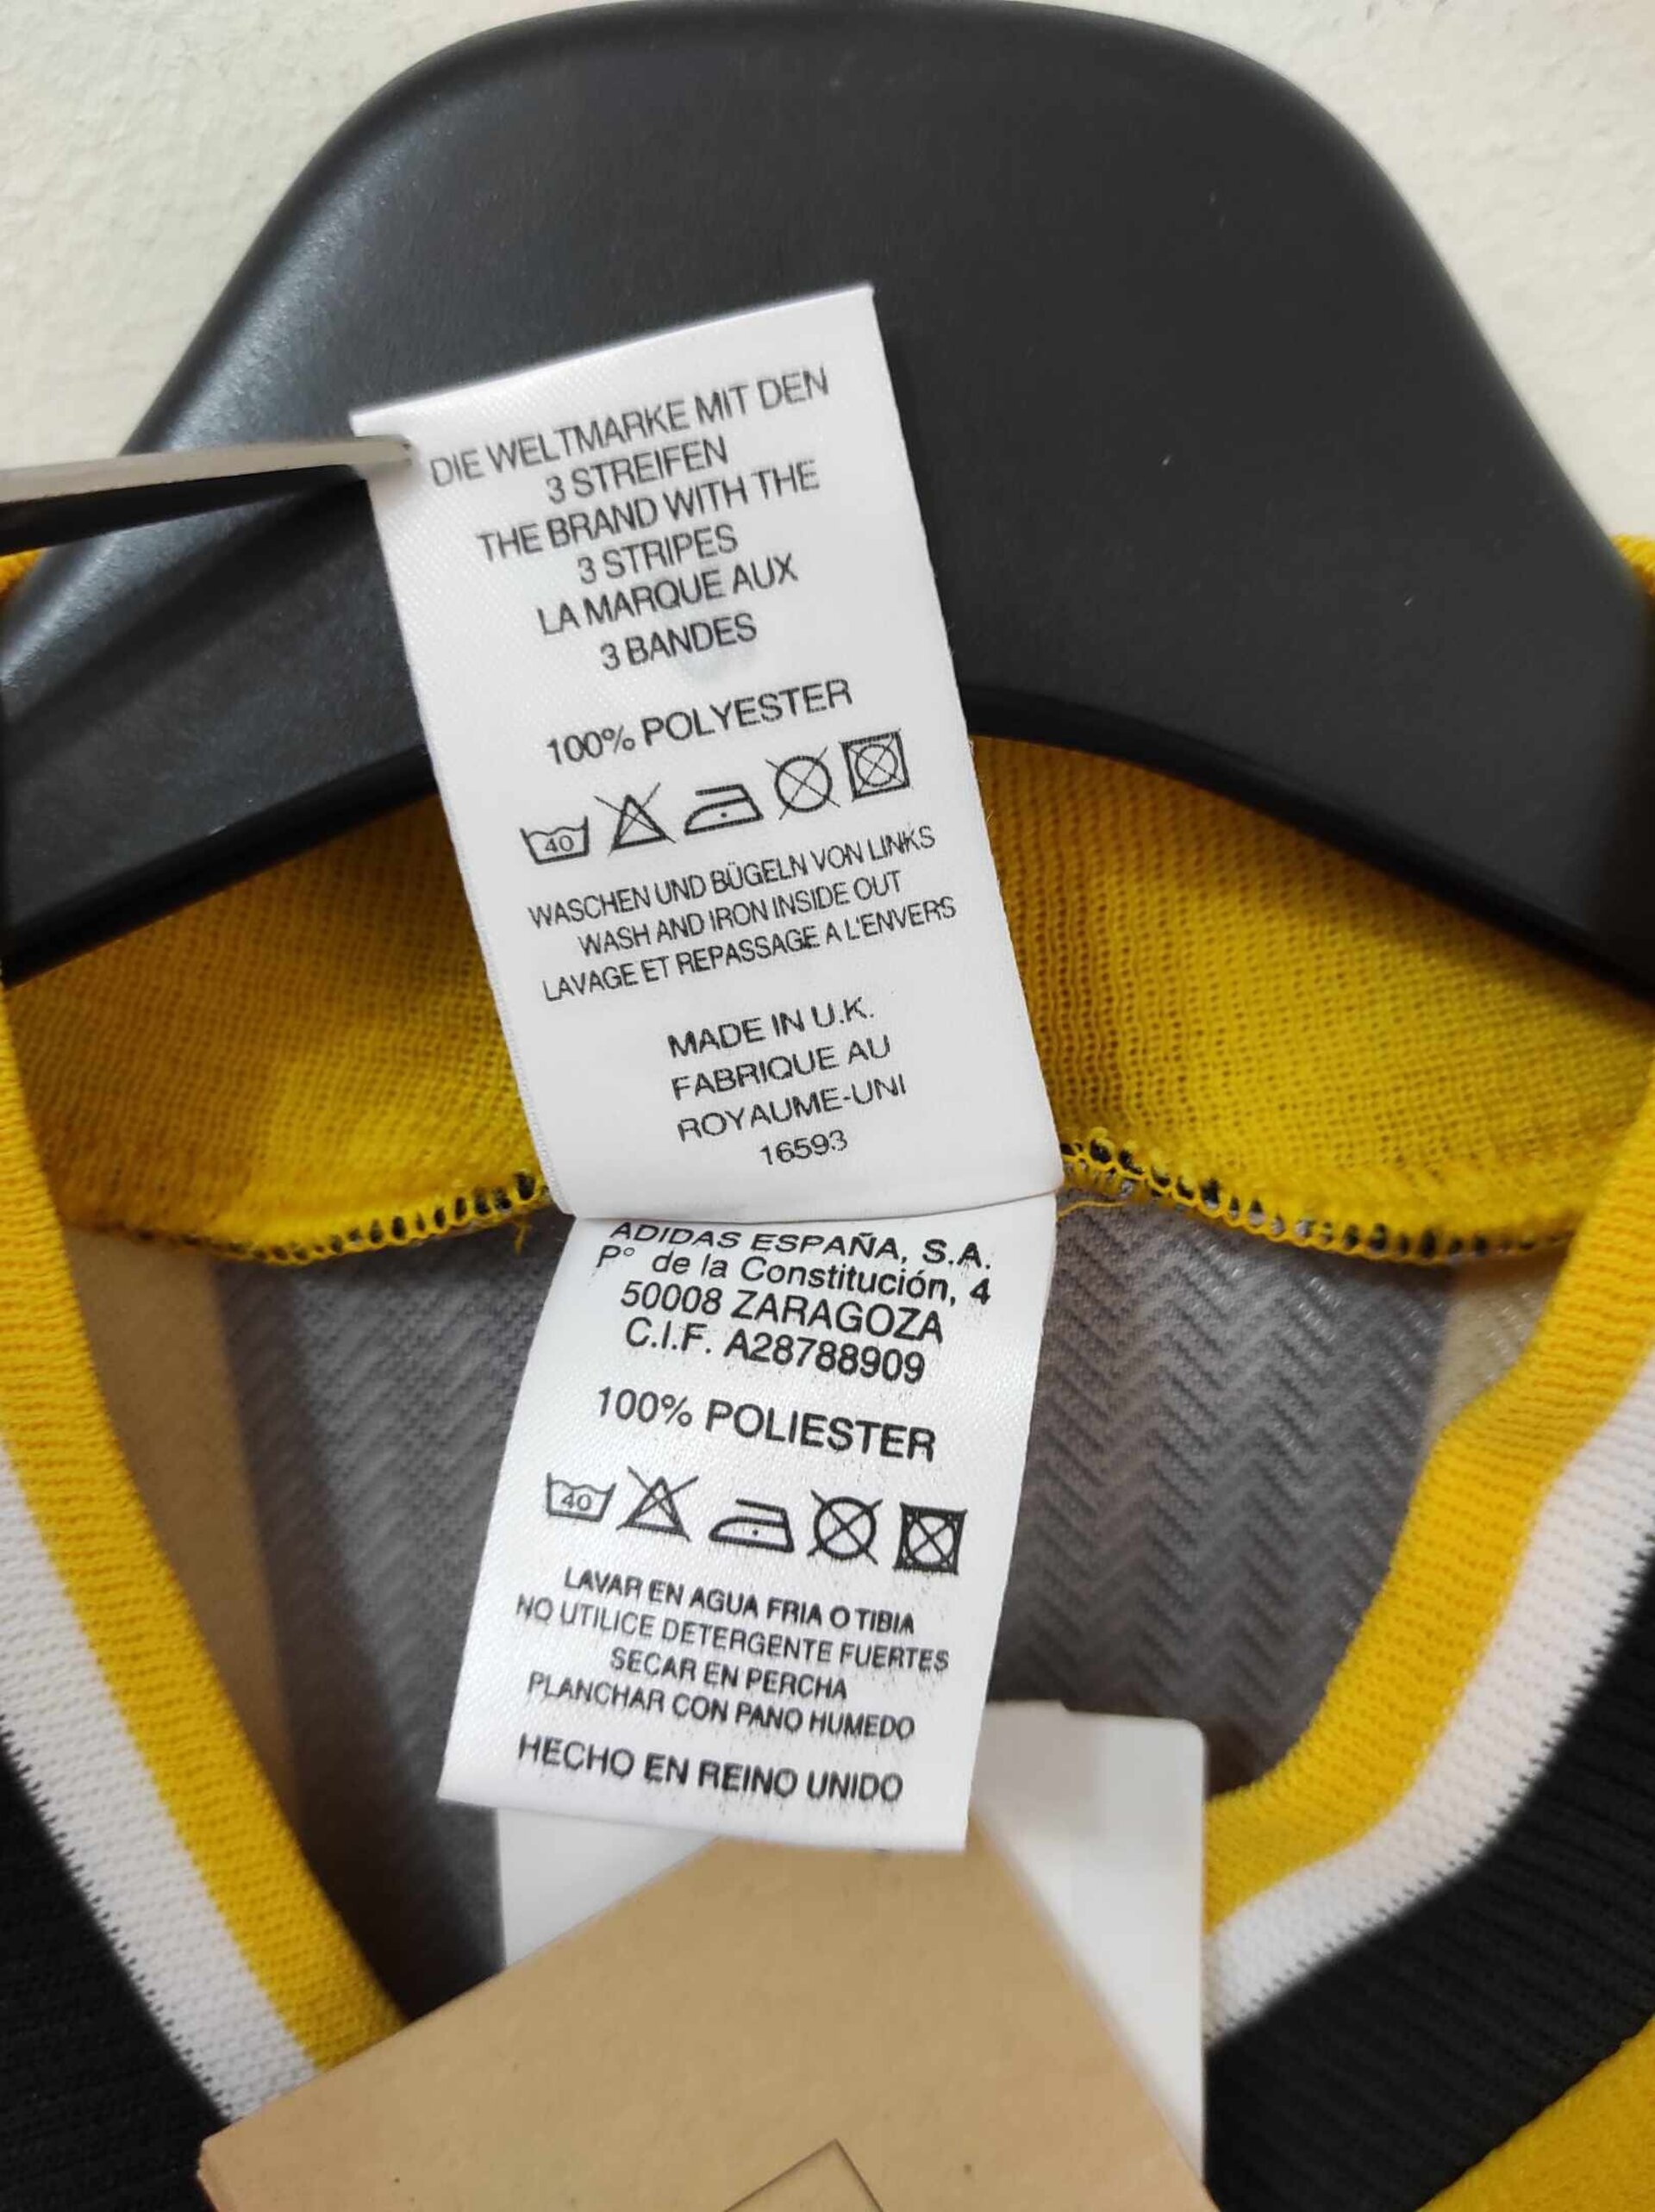 DIE WELTMARKE MIT DEN
3 STREIFEN
THE BRAND WITH THE
3 STRIPES
LA MARQUE AUX
3 BANDES
100% POLYESTER
40
WASCHEN UND BÜGELN VON LINKS
WASH AND IRON INSIDE OUT
LAVAGE ET REPASSAGE A L'ENVERS
MADE IN U.K.
FABRIQUE AU
ROYAUME-UNI
16593
ADIDAS ESPAÑA, S.A.
P° de la Constitución, 4
50008 ZARAGOZA
C.I.F. A28788909
100% POLIESTER
40
LAVAR EN AGUA FRIA O TIBIA
NO UTILICE DETERGENTE FUERTES
SECAR EN PERCHA
PLANCHAR CON PANO HUMEDO
HECHO EN REINO UNIDO